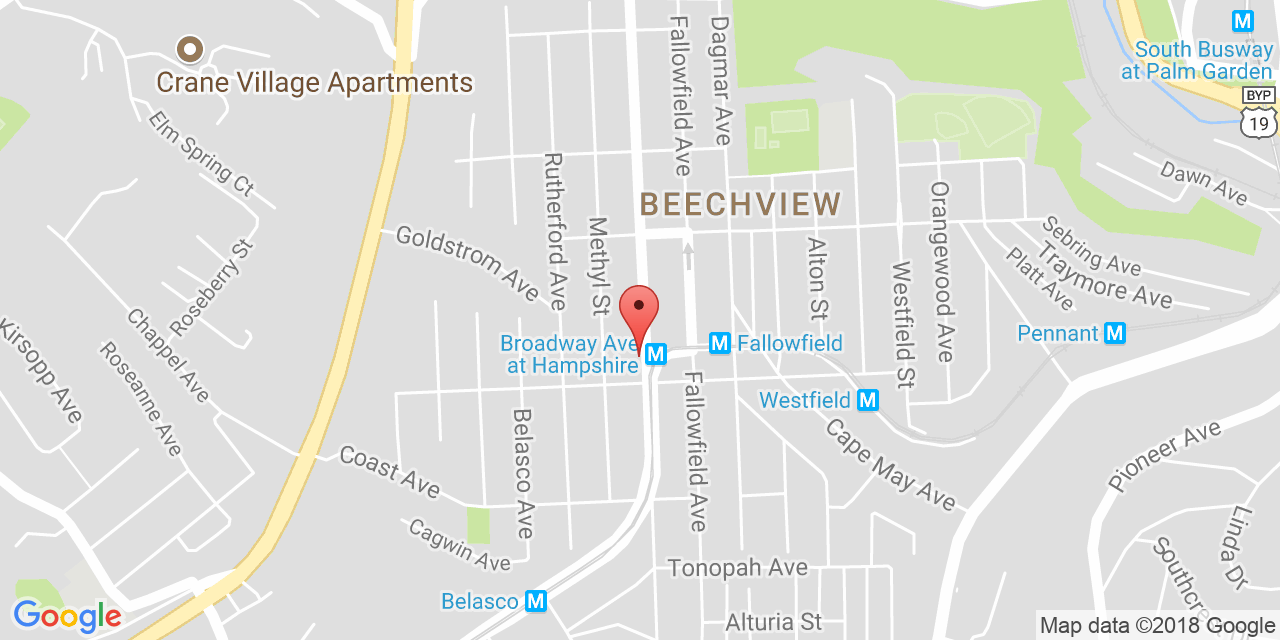 Crane Village Apartments
Elm Spring Ct
Fallowfield Ave
Dagmar Ave
South Busway
at Palm Garden
BYP
19
Dawn Ave
BEECHVIEW
Rutherford Ave
Methyl St
Goldstrom Ave
Roseberry St
Orangewood Ave
Sebring Ave
Traymore Ave
Platt Ave
Alton St
Westfield St
Chappel Ave
Kirsopp Ave
Roseanne Ave
Broadway Ave
at Hampshire
M
M Fallowfield
Pennant M
M
Westfield M
Fallowfield Ave
Belasco Ave
Coast Ave
Cape May Ave
Pioneer Ave
Cagwin Ave
Linda Dr
Tonopah Ave
Belasco M
Alturia St
Google
Map data ©2018 Google